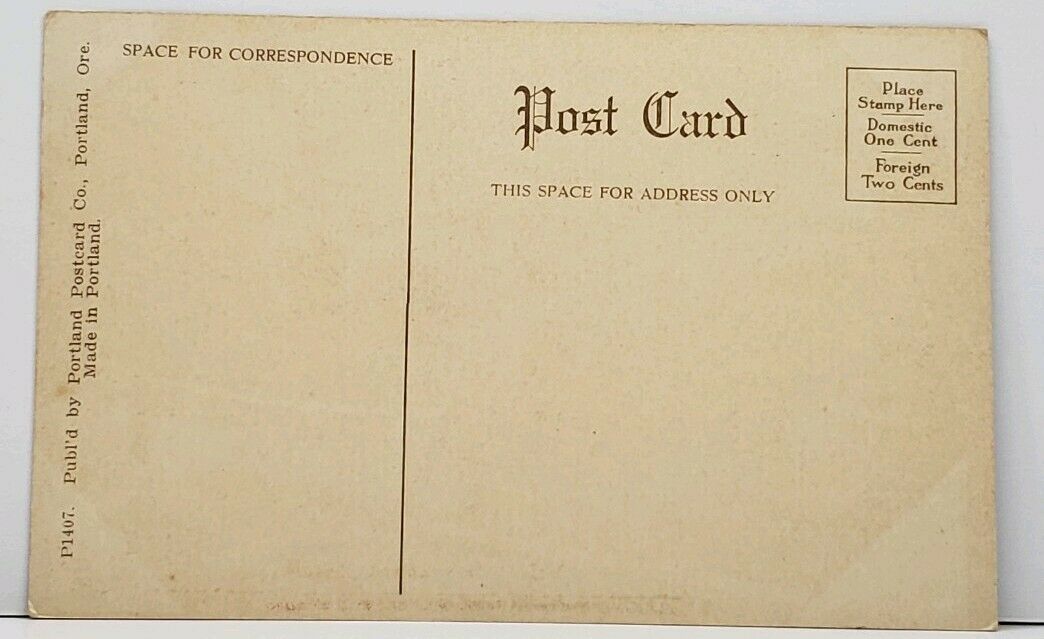 P1407. Publ'd by Portland Postcard Co., Portland, Ore.
Made in Portland.
SPACE FOR CORRESPONDENCE
Post Card
THIS SPACE FOR ADDRESS ONLY
Place
Stamp Here
Domestic
One Cent
Foreign
Two Cents